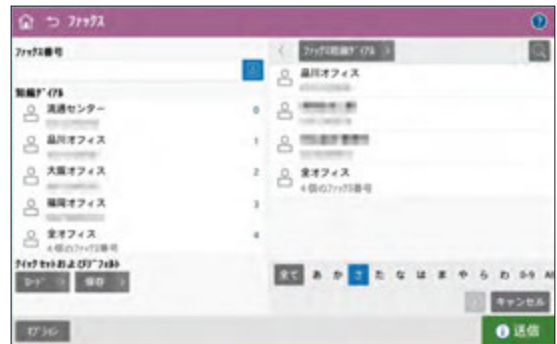 ファックス
ファックス番号
短縮ダイアル
流通センター 0
品川オフィス 1
大阪オフィス 2
福岡オフィス 3
全オフィス 4
4個のファックス番号
クイックセットおよびデフォルト
ロード
保存
オプション
ファックス短縮ダイアル
品川オフィス
全オフィス
4個のファックス番号
全て あ か さ た な は ま や ら わ 0-9
キャンセル
送信